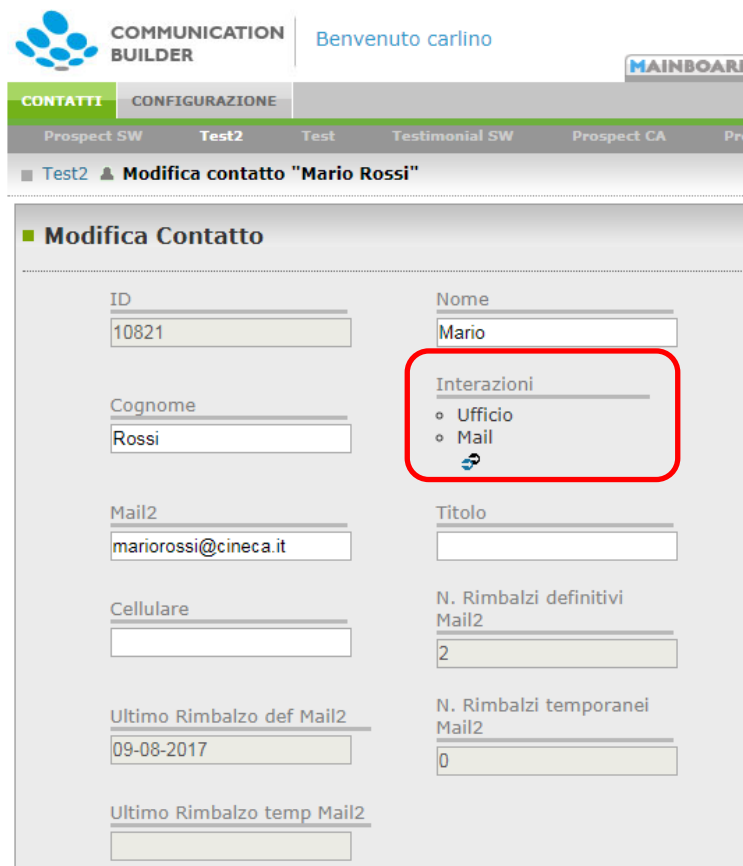 COMMUNICATION
BUILDER
Benvenuto carlino
MAINBOARD
CONTATTI CONFIGURAZIONE
Prospect SW Test2 Test Testimonial SW Prospect CA Pr
Test2 Modifica contatto "Mario Rossi"
Modifica Contatto
ID Nome
10821 Mario
Interazioni
Cognome
Ufficio
Rossi
Mail
Mail2 Titolo
mariorossi@cineca.it
N. Rimbalzi definitivi
Cellulare
Mail2
2
N. Rimbalzi temporanei
Ultimo Rimbalzo def Mail2
Mail2
09-08-2017
0
Ultimo Rimbalzo temp Mail2